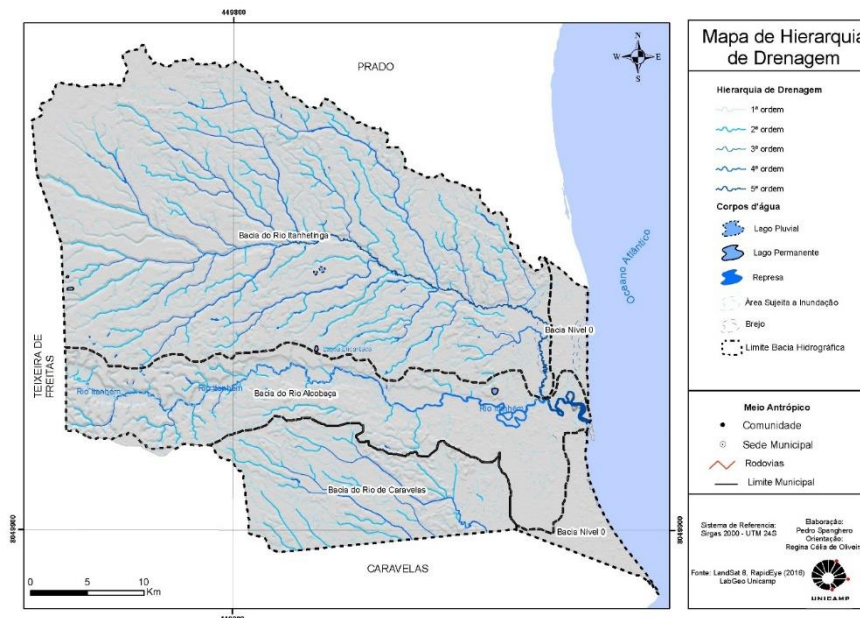 449800
PRADO
Oceano Atlântico
Bacia do Rio Itanhetinga
Bacia Nível 0
TEIXEIRA DE
FREITAS
Rio Itanhém
Rio Itanhém
Bacia do Rio Alcobaça
Rio Itanhém
Bacia do Rio de Caravelas
Bacia Nível 0
8049900
8049900
CARAVELAS
0 5 10
Km
N
W E
S
Mapa de Hierarquia
de Drenagem
Hierarquia de Drenagem
1ª ordem
2ª ordem
3ª ordem
4ª ordem
5ª ordem
Corpos d'água
Lago Pluvial
Lago Permanente
Represa
Área Sujeita a Inundação
Brejo
Limite Bacia Hidrográfica
Meio Antrópico
Comunidade
Sede Municipal
Rodovias
Limite Municipal
Sistema de Referencia:
Sirgas 2000 - UTM 24S
Elaboração:
Pedro Spenghero
Orientação:
Regina Célia de Oliveira
Fonte: LandSat 8, RapidEye (2016)
LabGeo Unicamp
UNICAMP